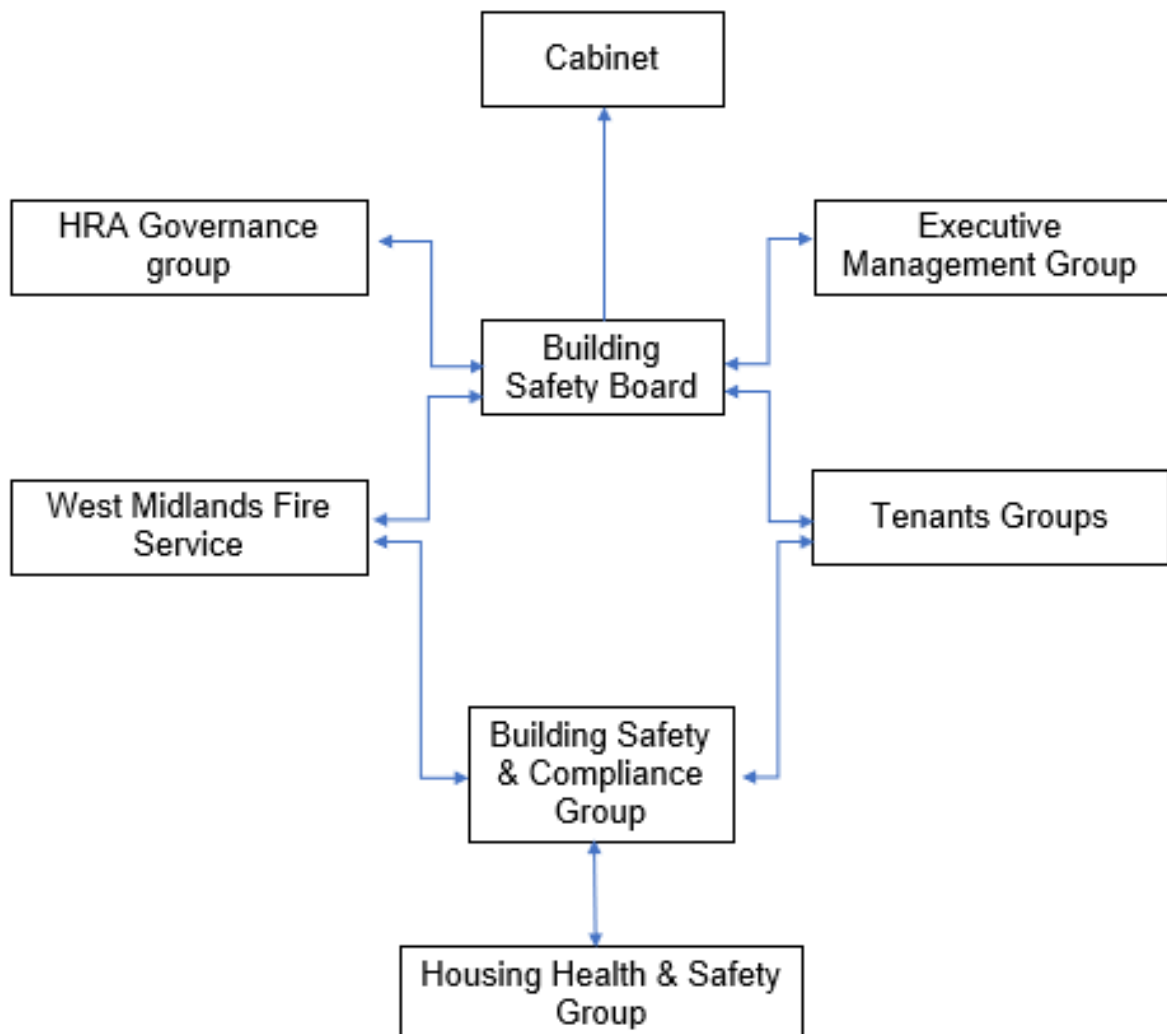 Cabinet
HRA Governance
group
Executive
Management Group
Building
Safety Board
West Midlands Fire
Service
Tenants Groups
Building Safety
& Compliance
Group
Housing Health & Safety
Group